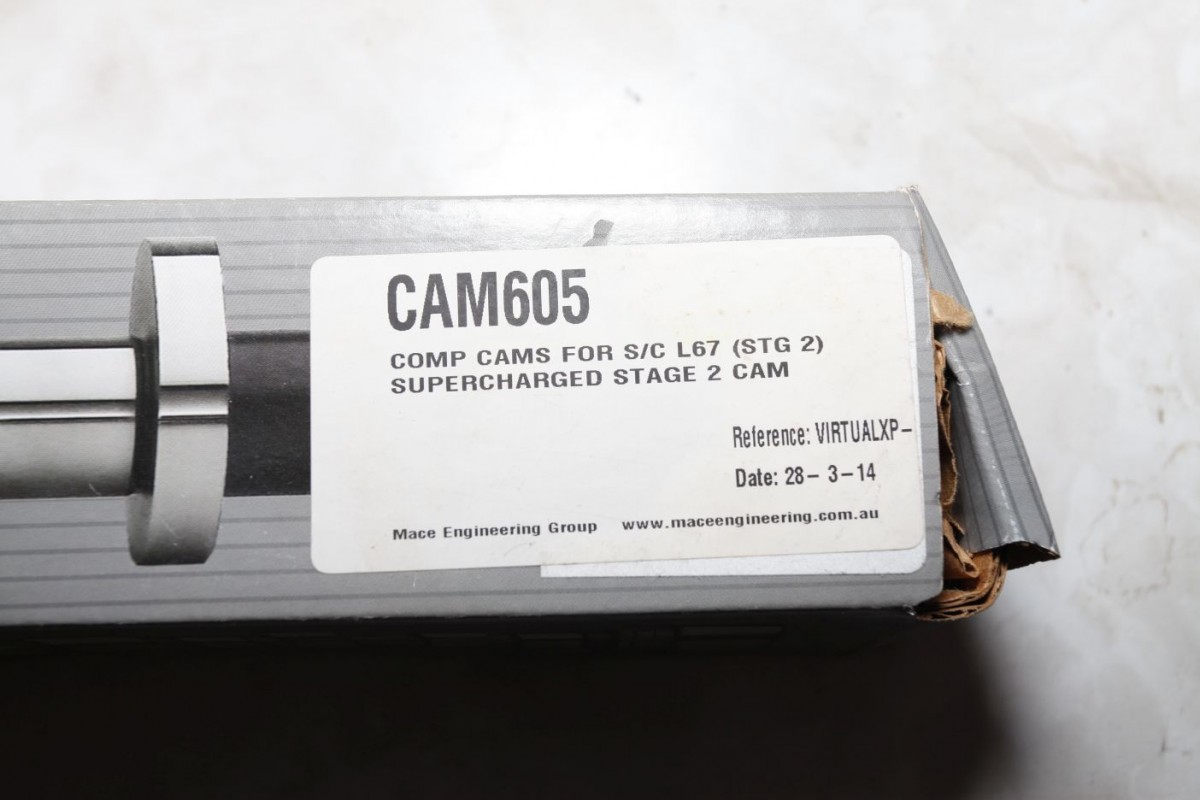 CAM605
COMP CAMS FOR S/C L67 (STG 2)
SUPERCHARGED STAGE 2 CAM
Reference: VIRTUALXP-
Date: 28- 3-14
Mace Engineering Group www.maceengineering.com.au